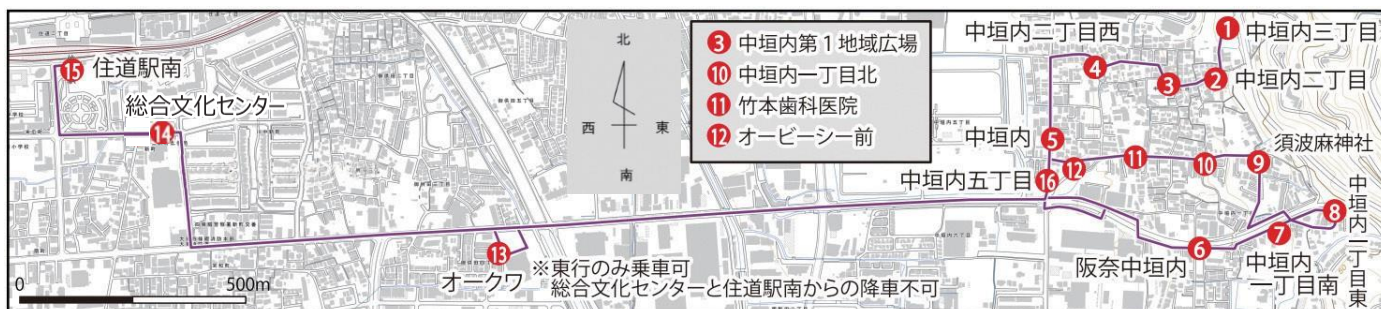 北
西
東
南
❸ 中垣内第1地域広場
❿ 中垣内一丁目北
⓫ 竹本歯科医院
⓬ オービーシー前
⓯ 住道駅南
総合文化センター
⓮
中垣内二丁目西
❹
❶ 中垣内三丁目
❷ 中垣内二丁目
❸
中垣内 ❺
⓬
⓫
❿
❾
須波麻神社
中垣内五丁目 ⓰
❽
中垣内一丁目東
❼
中垣内
一丁目南
❻
阪奈中垣内
⓭
オークワ
※東行のみ乗車可
総合文化センターと住道駅南からの降車不可
0 500m